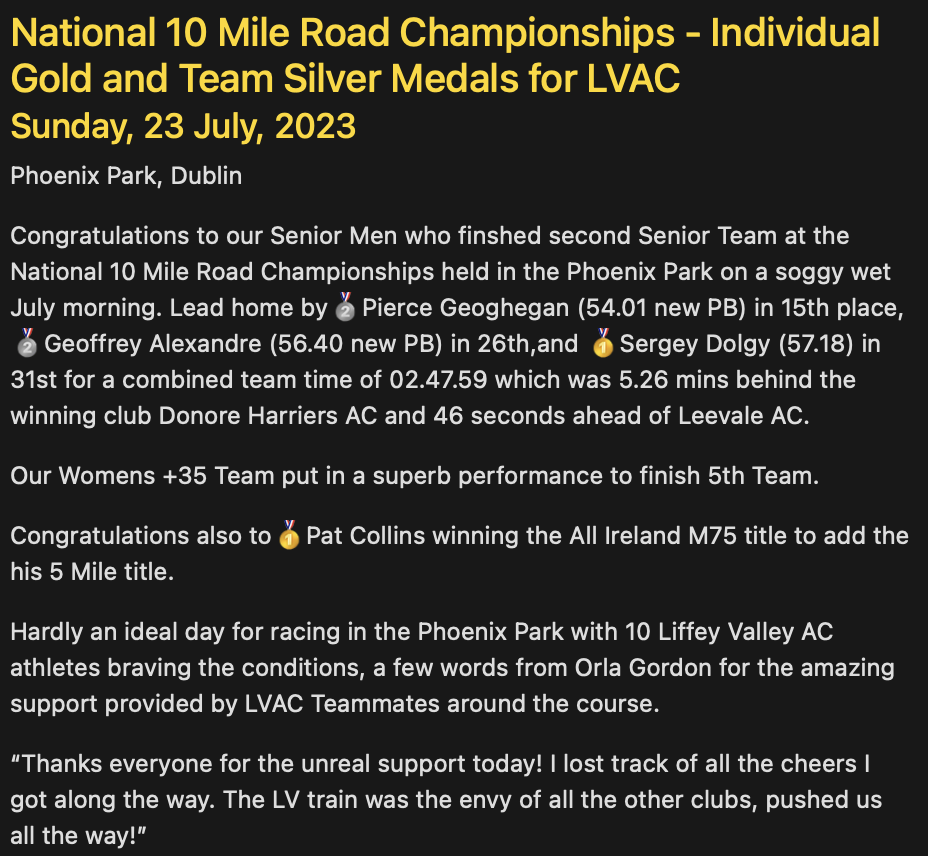 National 10 Mile Road Championships - Individual
Gold and Team Silver Medals for LVAC
Sunday, 23 July, 2023
Phoenix Park, Dublin
Congratulations to our Senior Men who finshed second Senior Team at the
National 10 Mile Road Championships held in the Phoenix Park on a soggy wet
July morning. Lead home by 🥈Pierce Geoghegan (54.01 new PB) in 15th place,
🥈Geoffrey Alexandre (56.40 new PB) in 26th,and 🥇Sergey Dolgy (57.18) in
31st for a combined team time of 02.47.59 which was 5.26 mins behind the
winning club Donore Harriers AC and 46 seconds ahead of Leevale AC.
Our Womens +35 Team put in a superb performance to finish 5th Team.
Congratulations also to 🥇Pat Collins winning the All Ireland M75 title to add the
his 5 Mile title.
Hardly an ideal day for racing in the Phoenix Park with 10 Liffey Valley AC
athletes braving the conditions, a few words from Orla Gordon for the amazing
support provided by LVAC Teammates around the course.
“Thanks everyone for the unreal support today! I lost track of all the cheers I
got along the way. The LV train was the envy of all the other clubs, pushed us
all the way!”